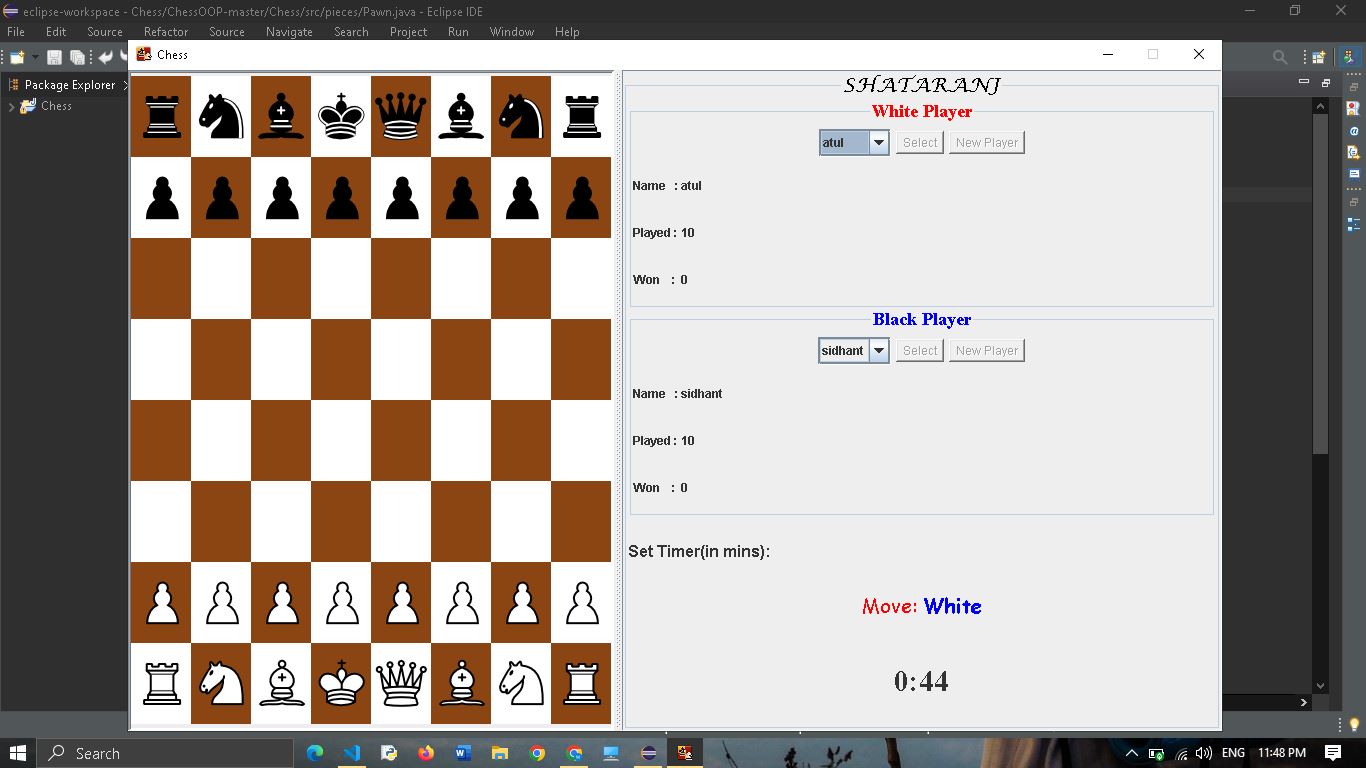 eclipse-workspace - Chess/ChessOOP-master/Chess/src/pieces/Pawn.java - Eclipse IDE
File Edit Source Refactor Source Navigate Search Project Run Window Help
Chess
Package Explorer
Chess
SHATARANJ
White Player
atul Select New Player
Name : atul
Played : 10
Won : 0
Black Player
sidhant Select New Player
Name : sidhant
Played : 10
Won : 0
Set Timer(in mins):
Move: White
0:44
Search
ENG 11:48 PM